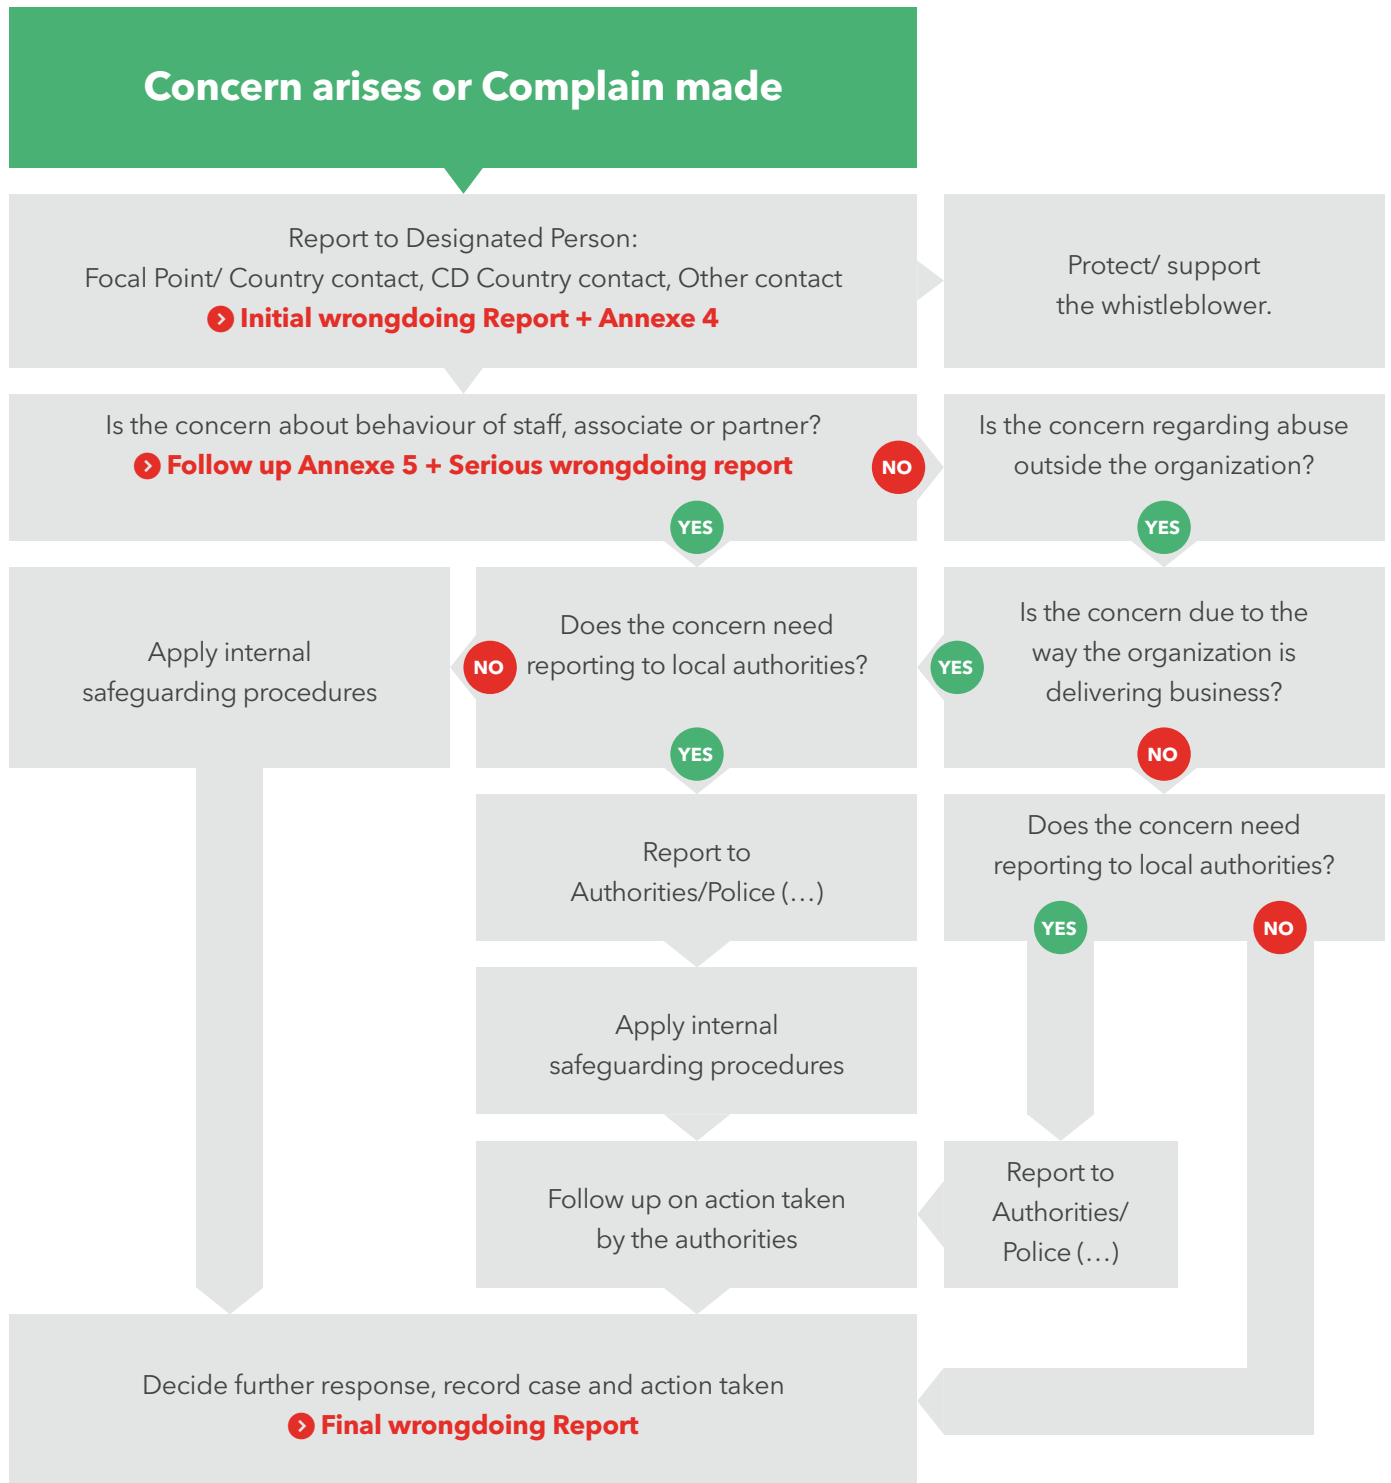 Concern arises or Complain made
Report to Designated Person:
Focal Point/ Country contact, CD Country contact, Other contact
Initial wrongdoing Report + Annexe 4
Protect/ support
the whistleblower.
Is the concern about behaviour of staff, associate or partner?
Follow up Annexe 5 + Serious wrongdoing report
NO
YES
Is the concern regarding abuse
outside the organization?
YES
Apply internal
safeguarding procedures
NO
Does the concern need
reporting to local authorities?
YES
YES
Is the concern due to the
way the organization is
delivering business?
NO
Report to
Authorities/Police (…)
Does the concern need
reporting to local authorities?
YES
NO
Apply internal
safeguarding procedures
Follow up on action taken
by the authorities
Report to
Authorities/
Police (…)
Decide further response, record case and action taken
Final wrongdoing Report